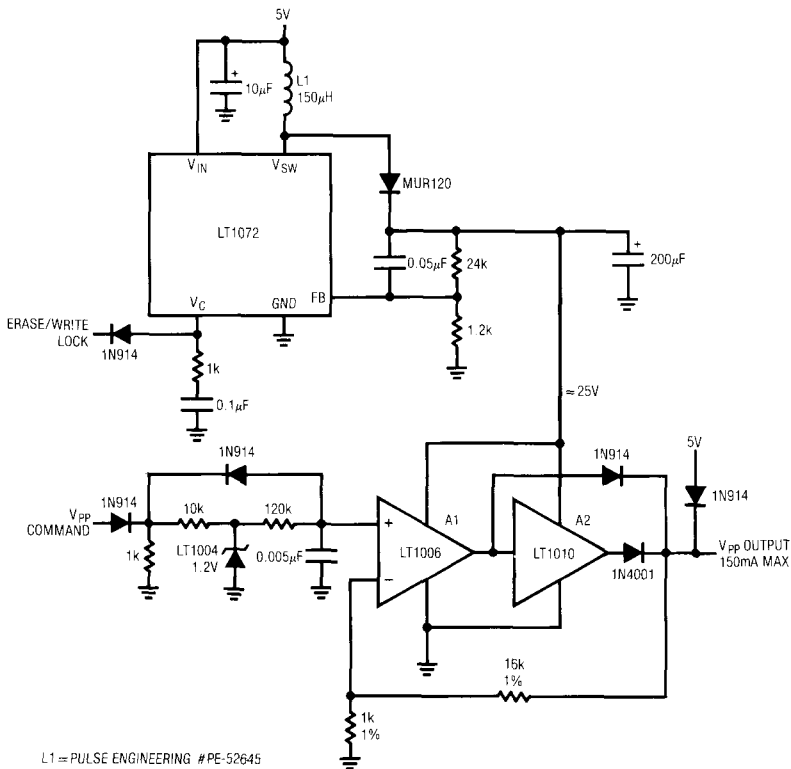 5V
10µF
L1
150µH
VIN
VSW
MUR120
LT1072
0.05µF
24k
200µF
FB
VC
GND
ERASE/WRITE
LOCK
1N914
1k
1.2k
0.1µF
≈25V
1N914
1N914
5V
VPP
COMMAND
1N914
10k
120k
A1
A2
1N914
1k
LT1004
1.2V
0.005µF
+
−
LT1006
LT1010
1N4001
VPP OUTPUT
150mA MAX
16k
1%
1k
1%
L1 = PULSE ENGINEERING #PE-52645